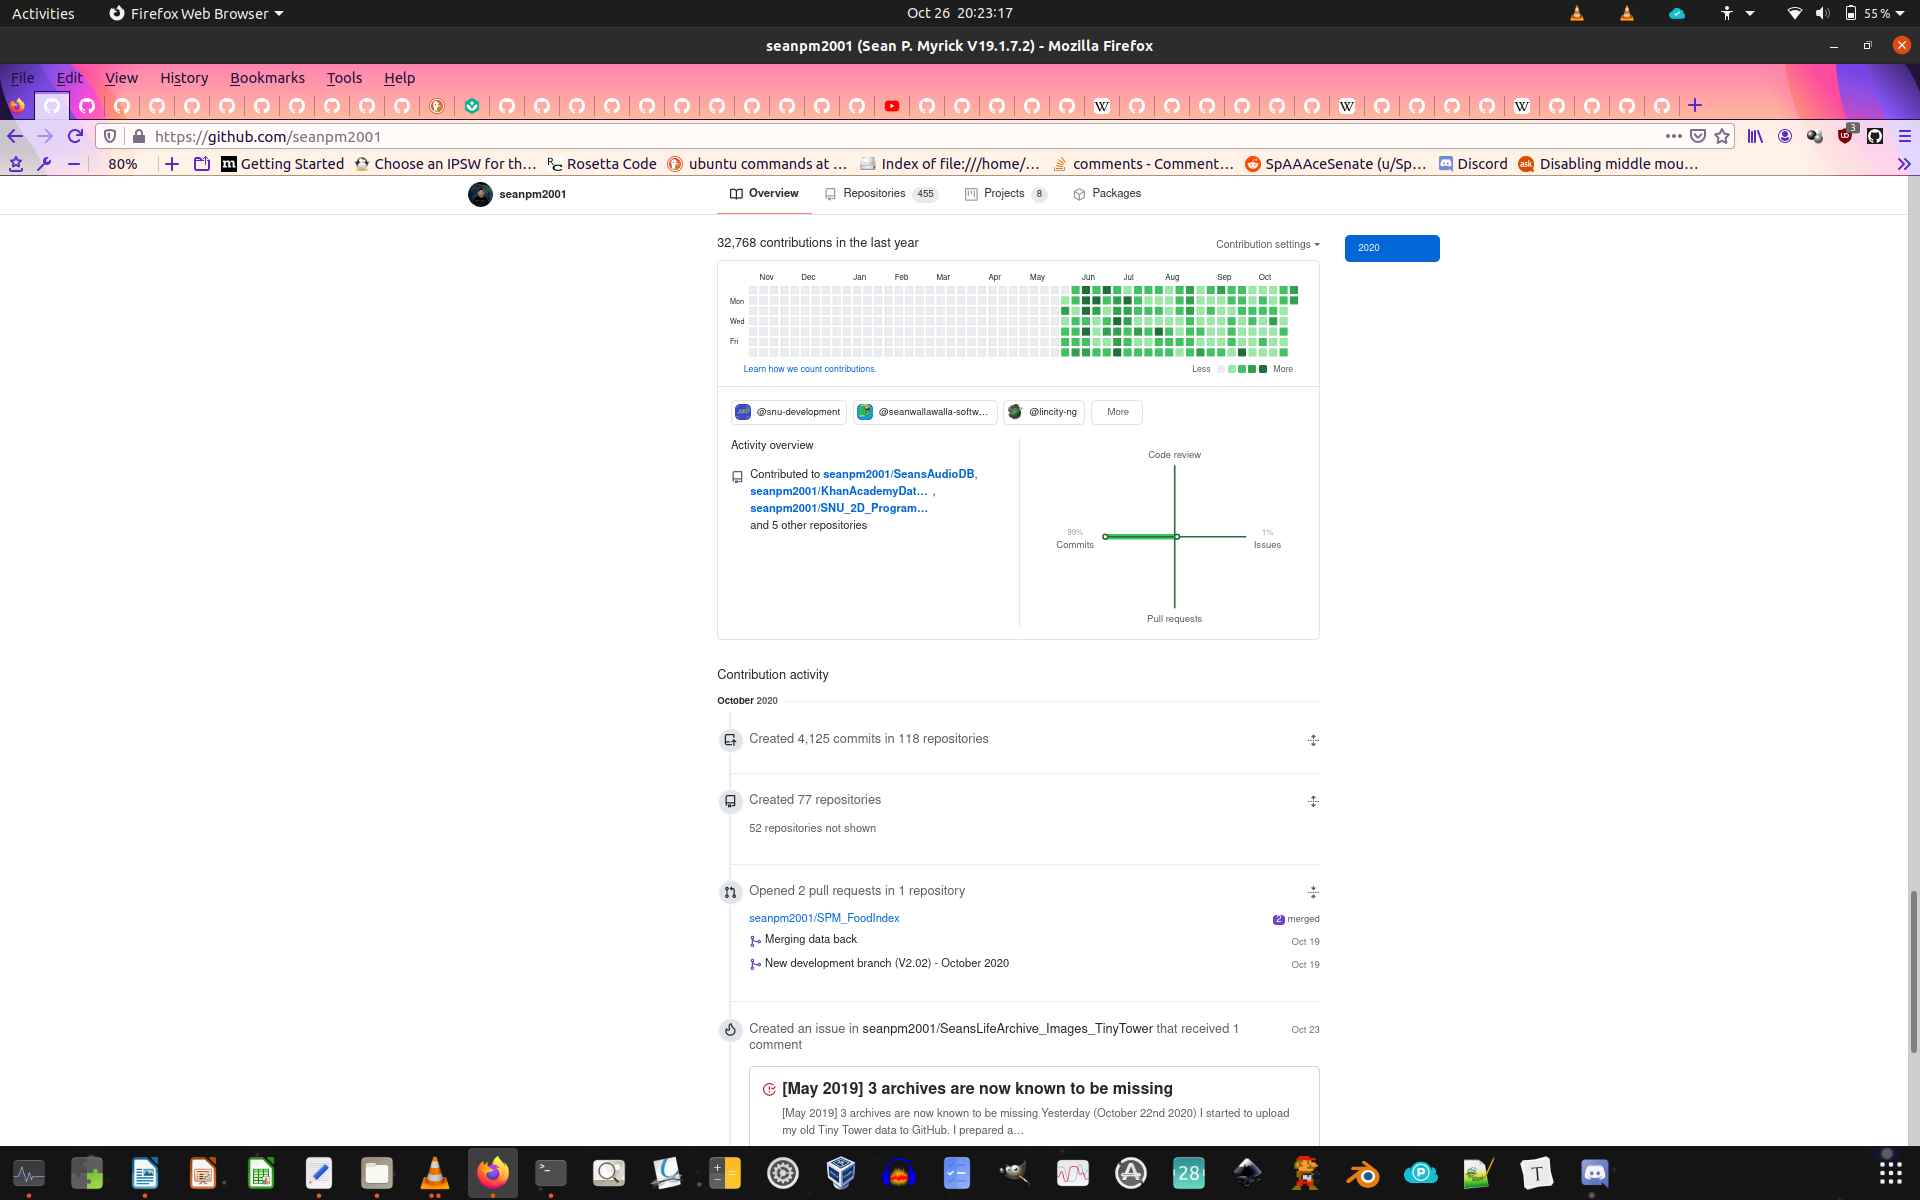 Activities
Firefox Web Browser
Oct 26 20:23:17
55 %
seanpm2001 (Sean P. Myrick V19.1.7.2) - Mozilla Firefox
File Edit View History Bookmarks Tools Help
https://github.com/seanpm2001
3
80%
Getting Started
Choose an IPSW for th…
Rosetta Code
ubuntu commands at …
Index of file:///home/…
comments - Comment…
SpAAAceSenate (u/Sp…
Discord
Disabling middle mou…
seanpm2001
Overview
Repositories 455
Projects 8
Packages
32,768 contributions in the last year
Contribution settings
2020
Nov Dec Jan Feb Mar Apr May Jun Jul Aug Sep Oct
Mon
Wed
Fri
Learn how we count contributions.
Less More
@snu-development
@seanwallawalla-softw…
@lincity-ng
More
Activity overview
Contributed to seanpm2001/SeansAudioDB,
seanpm2001/KhanAcademyDat… ,
seanpm2001/SNU_2D_Program…
and 5 other repositories
Code review
99%
Commits
1%
Issues
Pull requests
Contribution activity
October 2020
Created 4,125 commits in 118 repositories
Created 77 repositories
52 repositories not shown
Opened 2 pull requests in 1 repository
seanpm2001/SPM_FoodIndex
2 merged
Merging data back
Oct 19
New development branch (V2.02) - October 2020
Oct 19
Created an issue in seanpm2001/SeansLifeArchive_Images_TinyTower that received 1
comment
Oct 23
[May 2019] 3 archives are now known to be missing
[May 2019] 3 archives are now known to be missing Yesterday (October 22nd 2020) I started to upload
my old Tiny Tower data to GitHub. I prepared a…
28